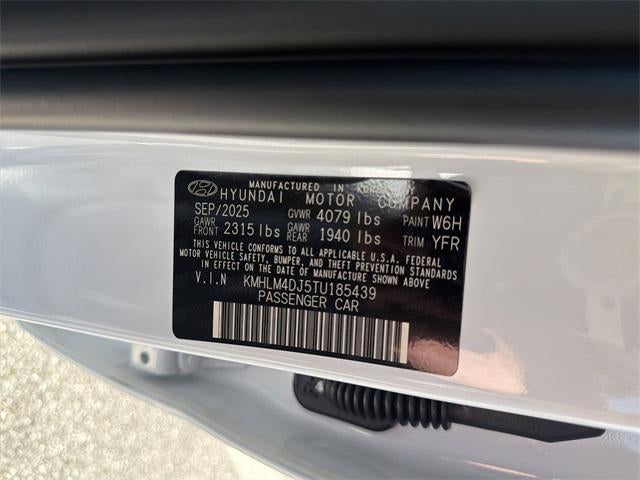 MANUFACTURED IN KOREA BY
HYUNDAI MOTOR COMPANY
SEP/2025 GVWR 4079 lbs PAINT W6H
GAWR FRONT 2315 lbs GAWR REAR 1940 lbs TRIM YFR
THIS VEHICLE CONFORMS TO ALL APPLICABLE U.S.A. FEDERAL
MOTOR VEHICLE SAFETY, BUMPER, AND THEFT PREVENTION STANDARDS
IN EFFECT ON THE DATE OF MANUFACTURE SHOWN ABOVE
V.I.N KMHLM4DJ5TU185439
PASSENGER CAR